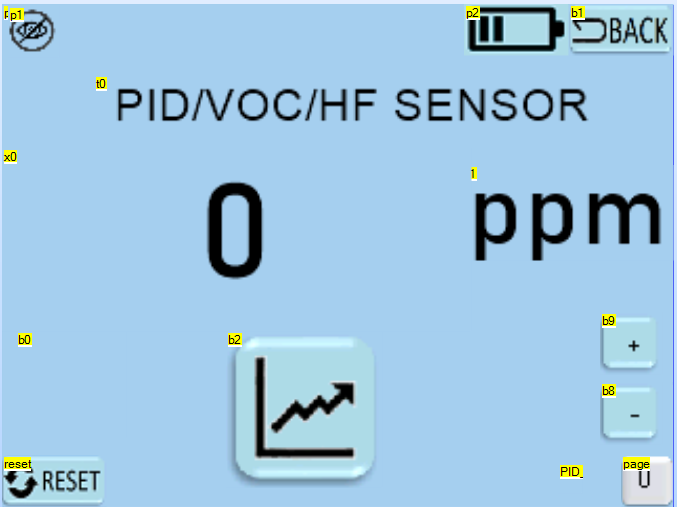 p1
p2
b1
BACK
t0
PID/VOC/HF SENSOR
x0
0
1
ppm
b9
+
b0
b2
b8
-
reset
RESET
PID_
page
U